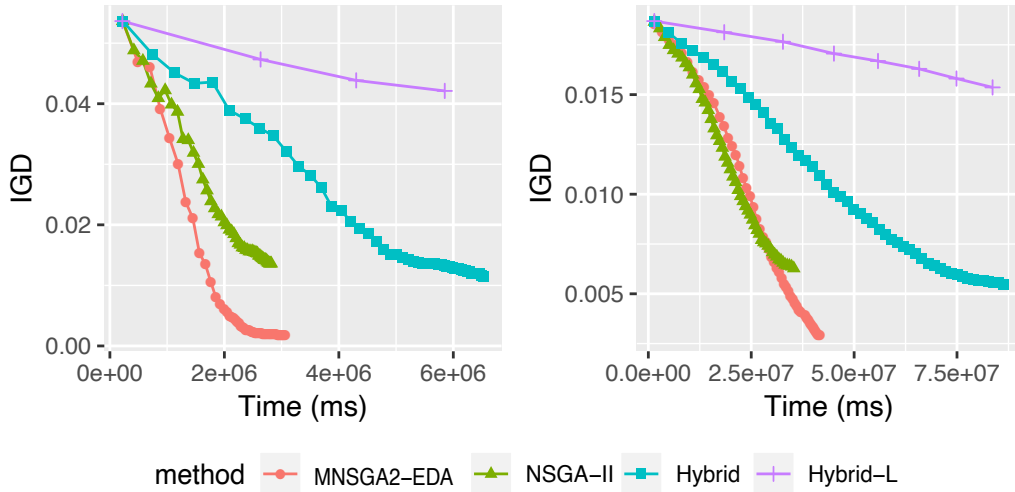 IGD
0.04
0.02
0.00
0e+00 2e+06 4e+06 6e+06
Time (ms)
IGD
0.015
0.010
0.005
0.0e+00 2.5e+07 5.0e+07 7.5e+07
Time (ms)
method MNSGA2−EDA NSGA−II Hybrid Hybrid−L